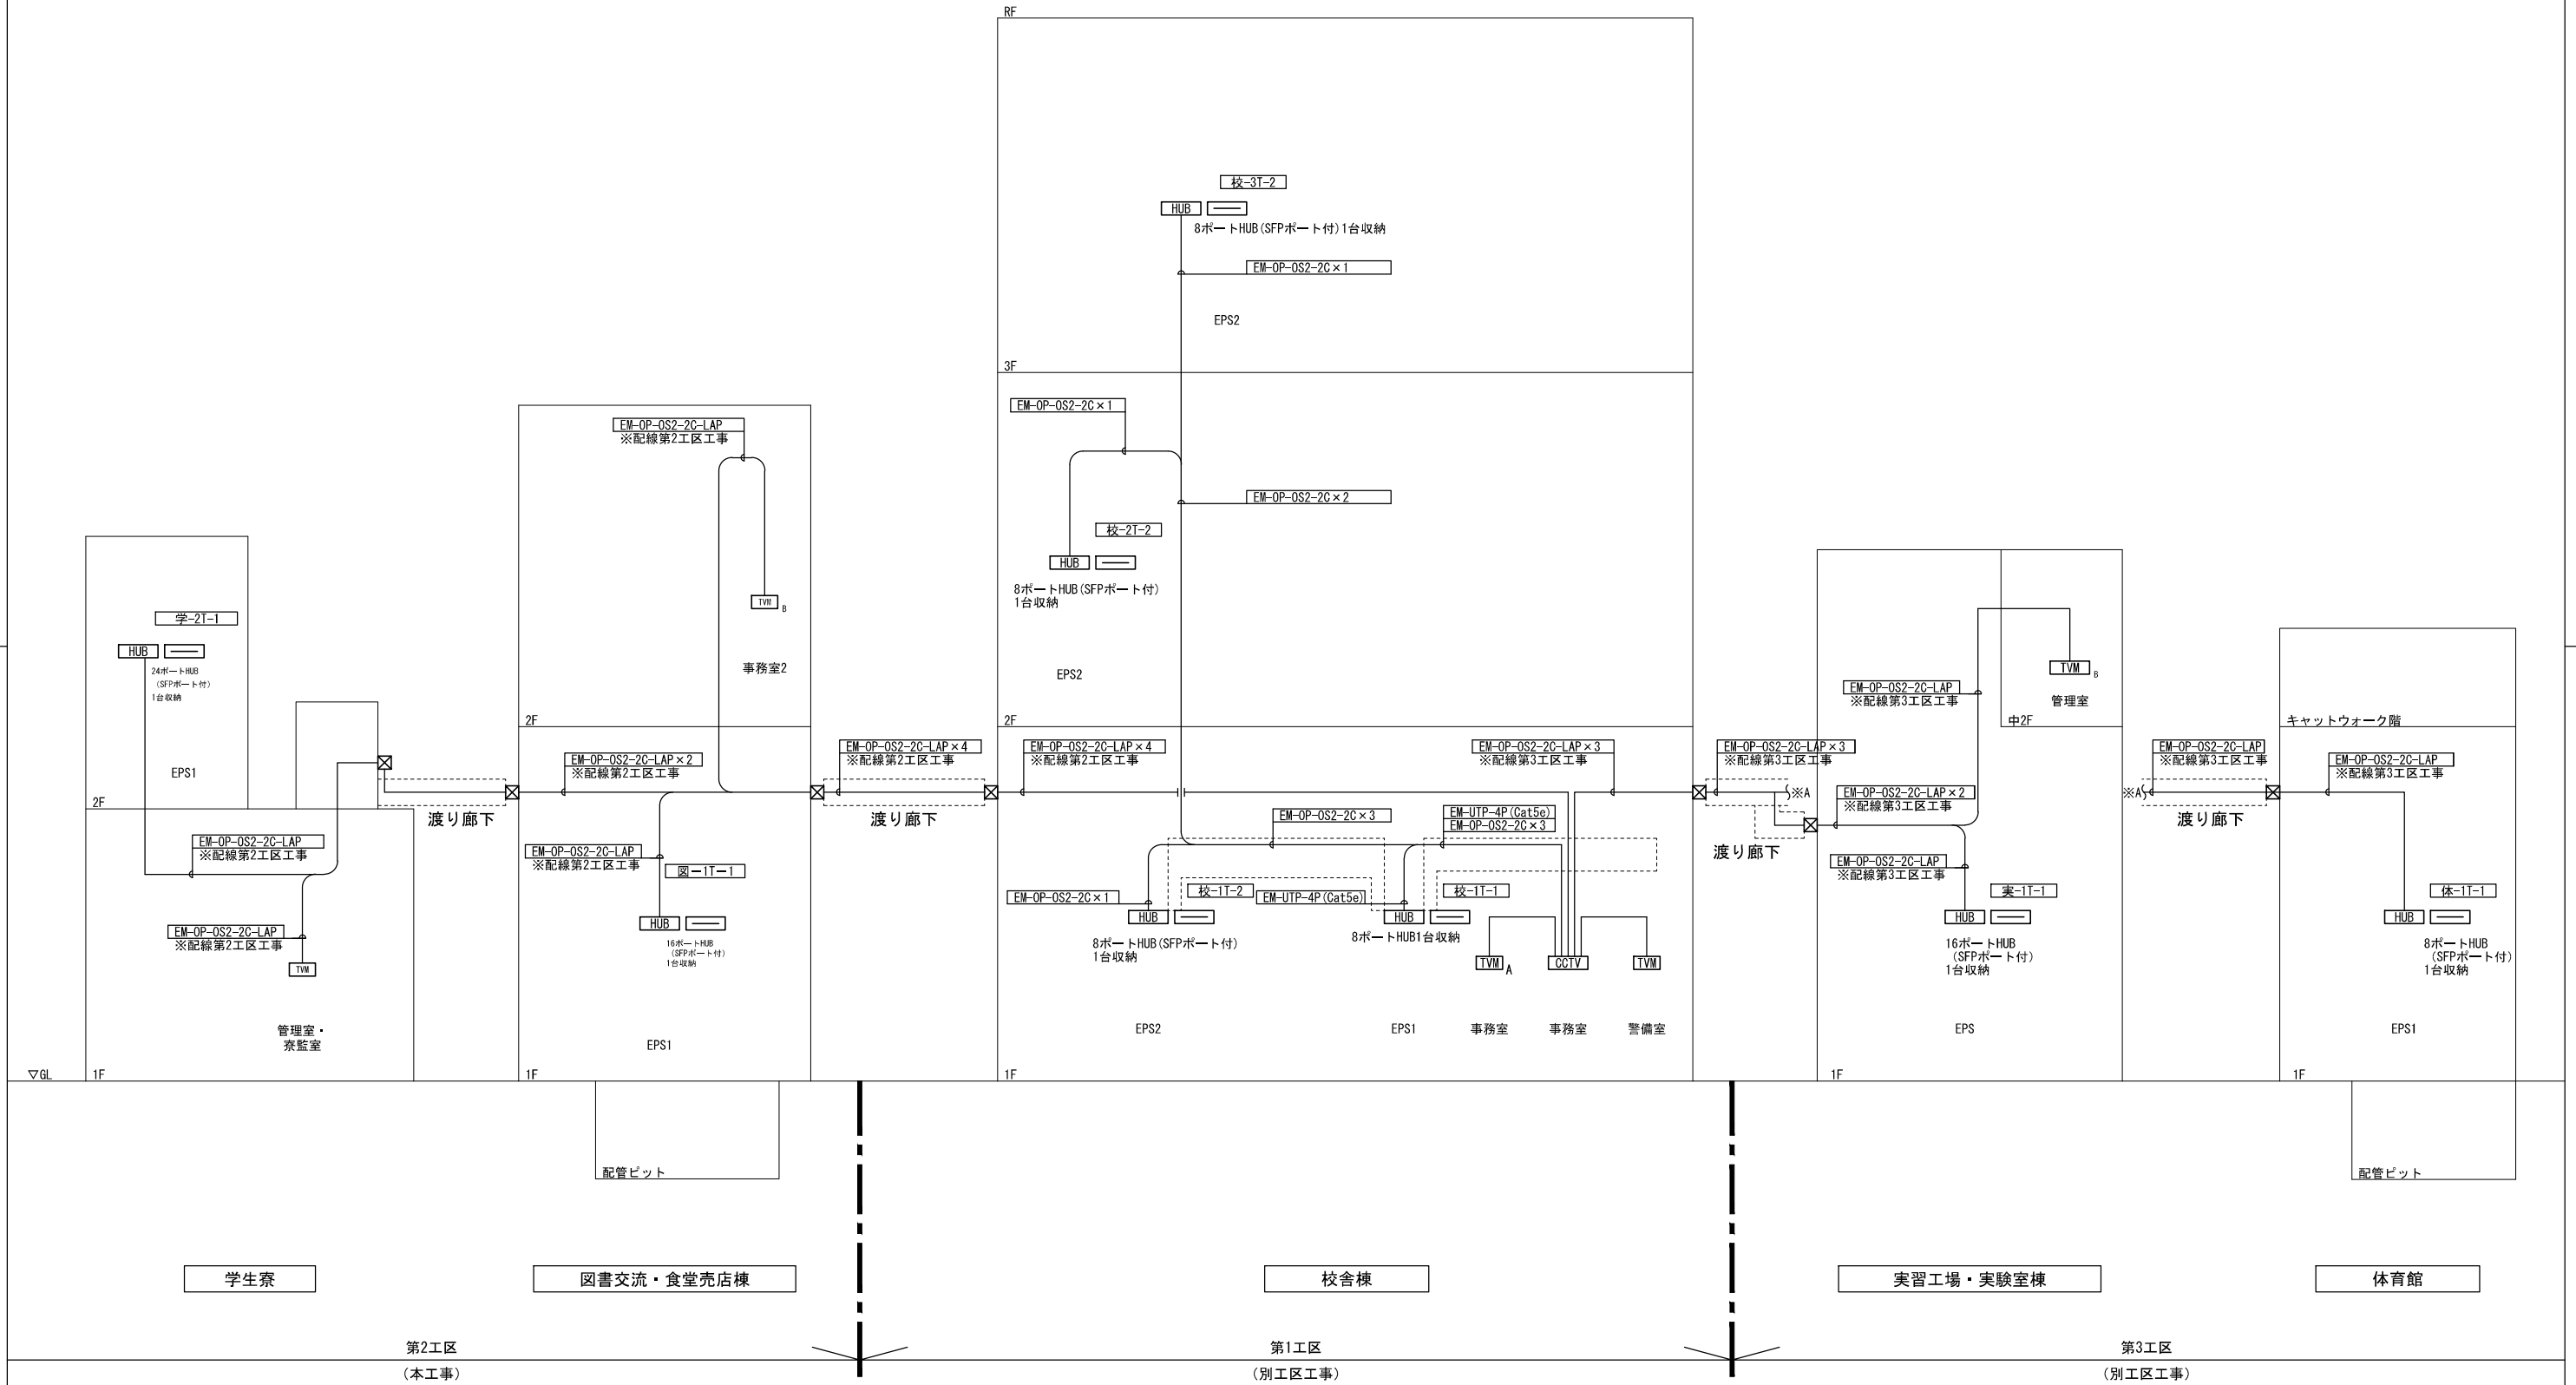 RF
校-3T-2
HUB
8ポートHUB(SFPポート付)1台収納
EM-OP-OS2-2C×1
EPS2
3F
EM-OP-OS2-2C×1
EM-OP-OS2-2C×2
校-2T-2
HUB
8ポートHUB(SFPポート付)
1台収納
EPS2
2F
学-2T-1
HUB
24ポートHUB
(SFPポート付)
1台収納
EPS1
2F
EM-OP-OS2-2C-LAP
※配線第2工区工事
EM-OP-OS2-2C-LAP
※配線第2工区工事
TVM
管理室・
寮監室
▽GL
1F
渡り廊下
EM-OP-OS2-2C-LAP
※配線第2工区工事
TVM
B
事務室2
2F
EM-OP-OS2-2C-LAP×2
※配線第2工区工事
EM-OP-OS2-2C-LAP
※配線第2工区工事
図ー1Tー1
HUB
16ポートHUB
(SFPポート付)
1台収納
EPS1
1F
配管ピット
EM-OP-OS2-2C-LAP×4
※配線第2工区工事
渡り廊下
EM-OP-OS2-2C-LAP×4
※配線第2工区工事
EM-OP-OS2-2C-LAP×3
※配線第3工区工事
EM-OP-OS2-2C×3
EM-UTP-4P(Cat5e)
EM-OP-OS2-2C×3
EM-OP-OS2-2C×1
校-1T-2
EM-UTP-4P(Cat5e)
校-1T-1
HUB
8ポートHUB(SFPポート付)
1台収納
HUB
8ポートHUB1台収納
TVM
A
CCTV
TVM
EPS2
EPS1
事務室
事務室
警備室
1F
EM-OP-OS2-2C-LAP×3
※配線第3工区工事
※A
渡り廊下
EM-OP-OS2-2C-LAP
※配線第3工区工事
TVM
B
管理室
中2F
EM-OP-OS2-2C-LAP×2
※配線第3工区工事
EM-OP-OS2-2C-LAP
※配線第3工区工事
実-1T-1
HUB
16ポートHUB
(SFPポート付)
1台収納
EPS
1F
EM-OP-OS2-2C-LAP
※配線第3工区工事
※A
渡り廊下
キャットウォーク階
EM-OP-OS2-2C-LAP
※配線第3工区工事
体-1T-1
HUB
8ポートHUB
(SFPポート付)
1台収納
EPS1
1F
配管ピット
学生寮
図書交流・食堂売店棟
校舎棟
実習工場・実験室棟
体育館
第2工区
(本工事)
第1工区
(別工区工事)
第3工区
(別工区工事)